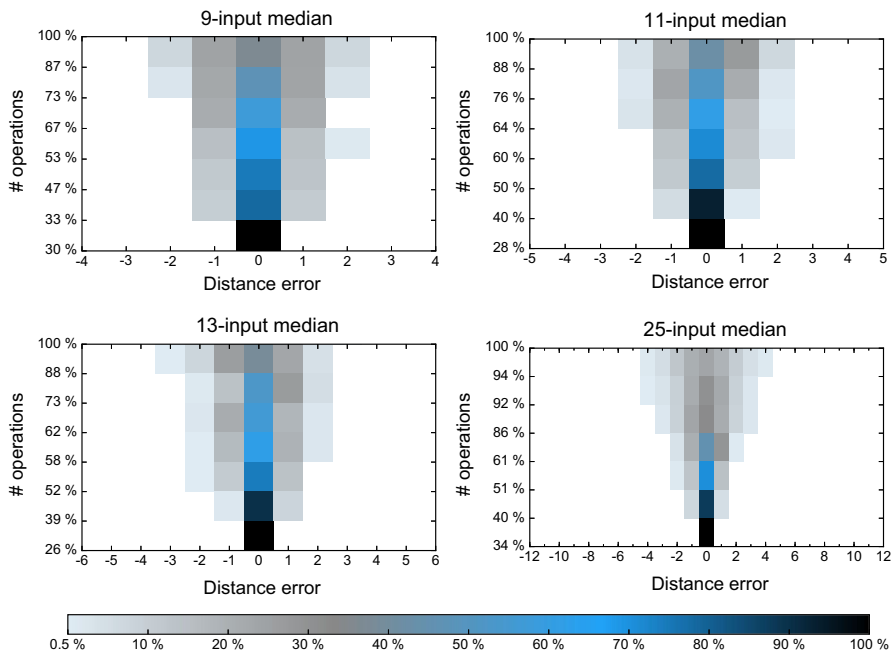 9-input median
100 %
87 %
73 %
67 %
53 %
47 %
33 %
30 %
# operations
-4 -3 -2 -1 0 1 2 3 4
Distance error
11-input median
100 %
88 %
76 %
64 %
60 %
50 %
40 %
28 %
# operations
-5 -4 -3 -2 -1 0 1 2 3 4 5
Distance error
13-input median
100 %
88 %
73 %
62 %
58 %
52 %
39 %
26 %
# operations
-6 -5 -4 -3 -2 -1 0 1 2 3 4 5 6
Distance error
25-input median
100 %
94 %
92 %
86 %
61 %
51 %
40 %
34 %
# operations
-12 -10 -8 -6 -4 -2 0 2 4 6 8 10 12
Distance error
0.5 % 10 % 20 % 30 % 40 % 50 % 60 % 70 % 80 % 90 % 100 %